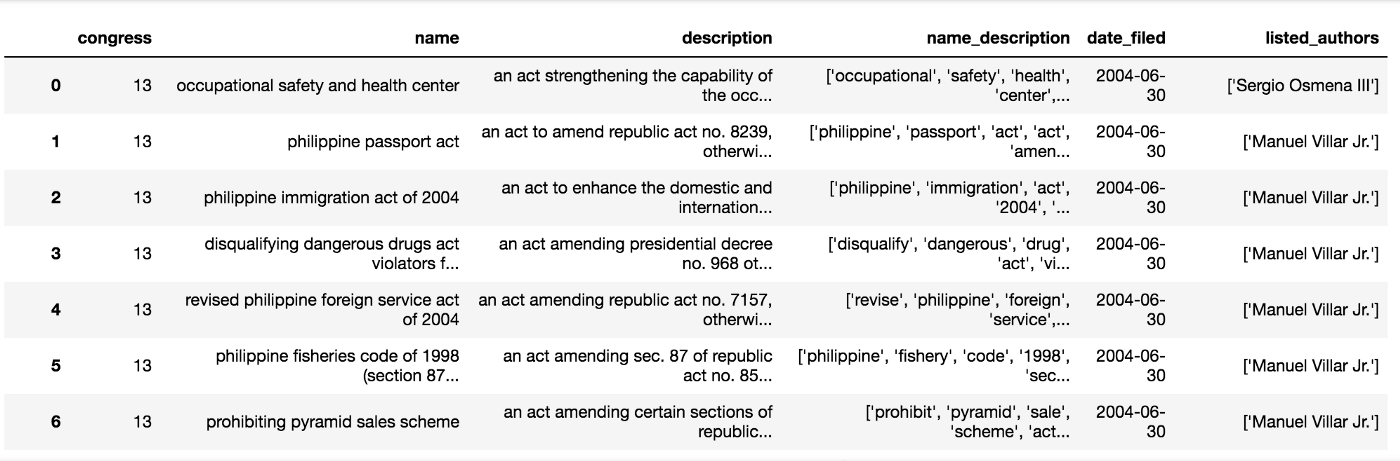 congress name description name_description date_filed listed_authors
0 13 occupational safety and health center an act strengthening the capability of the occ... ['occupational', 'safety', 'health', 'center',... 2004-06-30 ['Sergio Osmena III']
1 13 philippine passport act an act to amend republic act no. 8239, otherwi... ['philippine', 'passport', 'act', 'act', 'amen... 2004-06-30 ['Manuel Villar Jr.']
2 13 philippine immigration act of 2004 an act to enhance the domestic and internation... ['philippine', 'immigration', 'act', '2004', '... 2004-06-30 ['Manuel Villar Jr.']
3 13 disqualifying dangerous drugs act violators f... an act amending presidential decree no. 968 ot... ['disqualify', 'dangerous', 'drug', 'act', 'vi... 2004-06-30 ['Manuel Villar Jr.']
4 13 revised philippine foreign service act of 2004 an act amending republic act no. 7157, otherwi... ['revise', 'philippine', 'foreign', 'service',... 2004-06-30 ['Manuel Villar Jr.']
5 13 philippine fisheries code of 1998 (section 87... an act amending sec. 87 of republic act no. 85... ['philippine', 'fishery', 'code', '1998', 'sec... 2004-06-30 ['Manuel Villar Jr.']
6 13 prohibiting pyramid sales scheme an act amending certain sections of republic... ['prohibit', 'pyramid', 'sale', 'scheme', 'act... 2004-06-30 ['Manuel Villar Jr.']